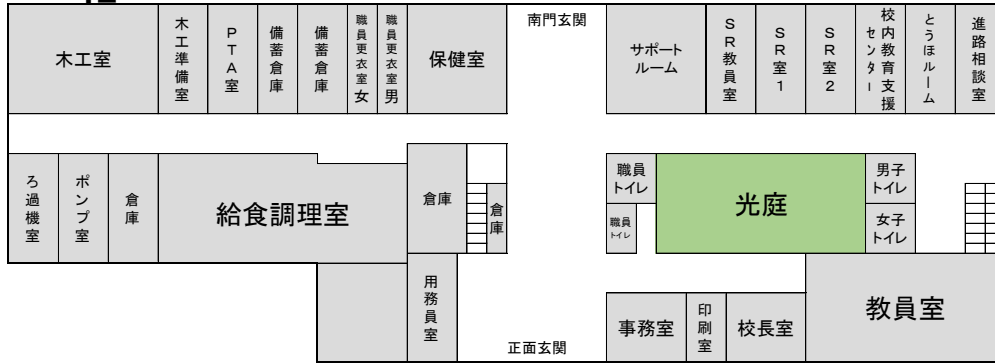 木工室
木工準備室
PTA室
備蓄倉庫
備蓄倉庫
職員更衣室女
職員更衣室男
保健室
南門玄関
サポート
ルーム
SR教員室
SR室1
SR室2
校内教育支援
センター
とうほルーム
進路相談室
ろ過機室
ポンプ室
倉庫
給食調理室
倉庫
倉庫
職員
トイレ
職員
トイレ
光庭
男子
トイレ
女子
トイレ
用務員室
正面玄関
事務室
印刷室
校長室
教員室